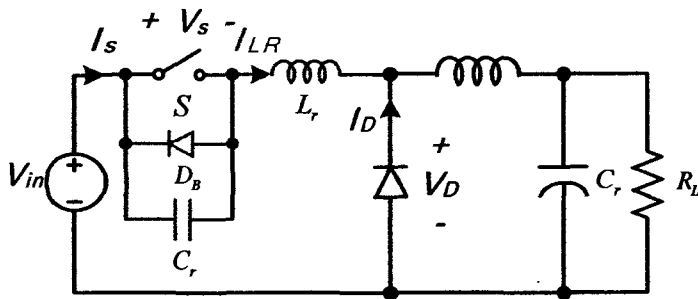 I_S + V_S - I_LR
S
L_r
I_D
D_B
C_r
V_in
+
-
+
V_D
-
C_r
R_L